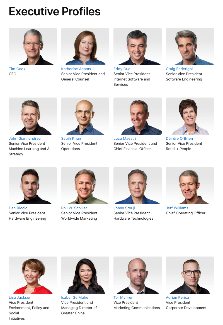 Executive Profiles
Tim Cook
CEO
Katherine Adams
Senior Vice President and
General Counsel
Eddy Cue
Senior Vice President
Internet Software and
Services
Craig Federighi
Senior Vice President
Software Engineering
John Giannandrea
Senior Vice President
Machine Learning and AI
Strategy
Sabih Khan
Senior Vice President
Operations
Luca Maestri
Senior Vice President and
Chief Financial Officer
Deirdre O'Brien
Senior Vice President
Retail + People
Dan Riccio
Senior Vice President
Hardware Engineering
Senior Vice President
Worldwide Marketing
Johny Srouji
Senior Vice President
Hardware Technologies
Jeff Williams
Chief Operating Officer
Lisa Jackson
Vice President
Environment, Policy and
Social
Initiatives
Isabel Ge Mahe
Vice President and
Managing Director of
Greater China
Tor Myhren
Vice President
Marketing Communications
Adrian Perica
Vice President
Corporate Development